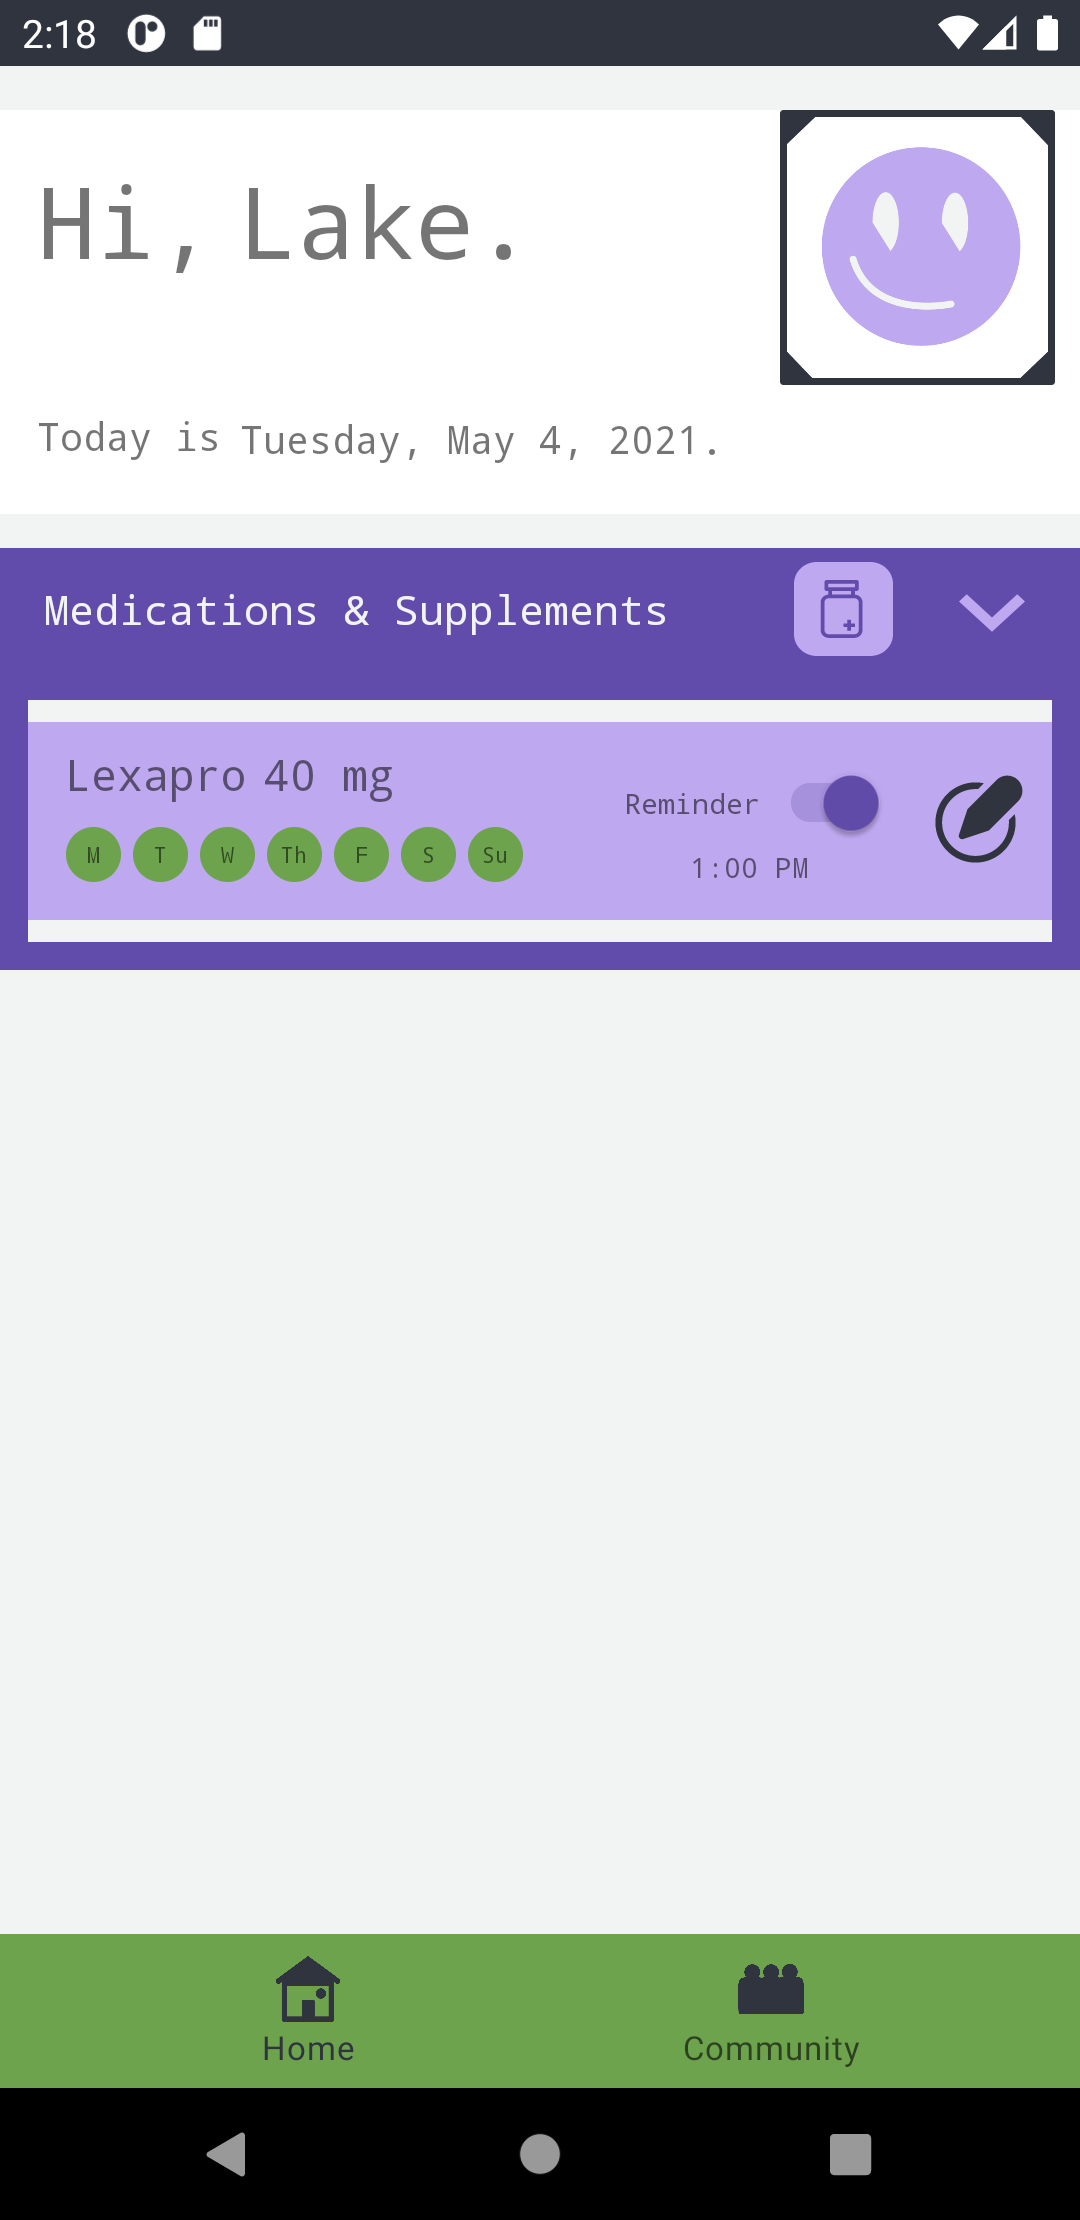 2:18
Hi, Lake.
Today is Tuesday, May 4, 2021.
Medications & Supplements
Lexapro 40 mg
Reminder
M T W Th F S Su
1:00 PM
Home
Community